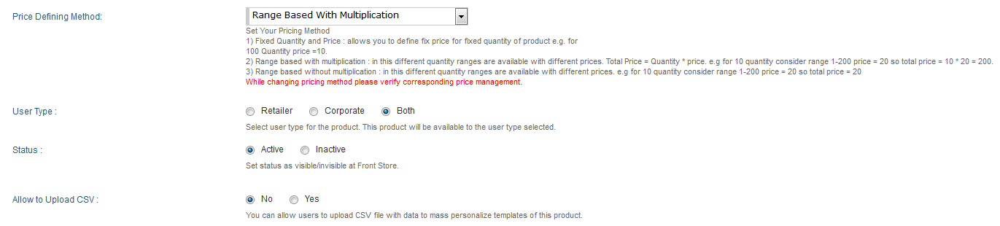 Price Defining Method:
Range Based With Multiplication
Set Your Pricing Method
1) Fixed Quantity and Price : allows you to define fix price for fixed quantity of product e.g. for
100 Quantity price =10.
2) Range based with multiplication : in this different quantity ranges are available with different prices. Total Price = Quantity * price. e.g for 10 quantity consider range 1-200 price = 20 so total price = 10 * 20 = 200.
3) Range based without multiplication : in this different quantity ranges are available with different prices. e.g for 10 quantity consider range 1-200 price = 20 so total price = 20
While changing pricing method please verify corresponding price management.
User Type :
Retailer Corporate Both
Select user type for the product. This product will be available to the user type selected.
Status :
Active Inactive
Set status as visible/invisible at Front Store.
Allow to Upload CSV :
No Yes
You can allow users to upload CSV file with data to mass personalize templates of this product.